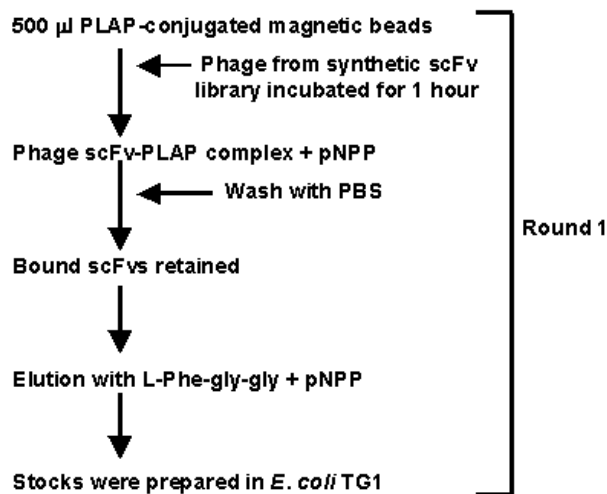 500 µl PLAP-conjugated magnetic beads
Phage from synthetic scFv
library incubated for 1 hour
Phage scFv-PLAP complex + pNPP
Wash with PBS
Round 1
Bound scFvs retained
Elution with L-Phe-gly-gly + pNPP
Stocks were prepared in E. coli TG1